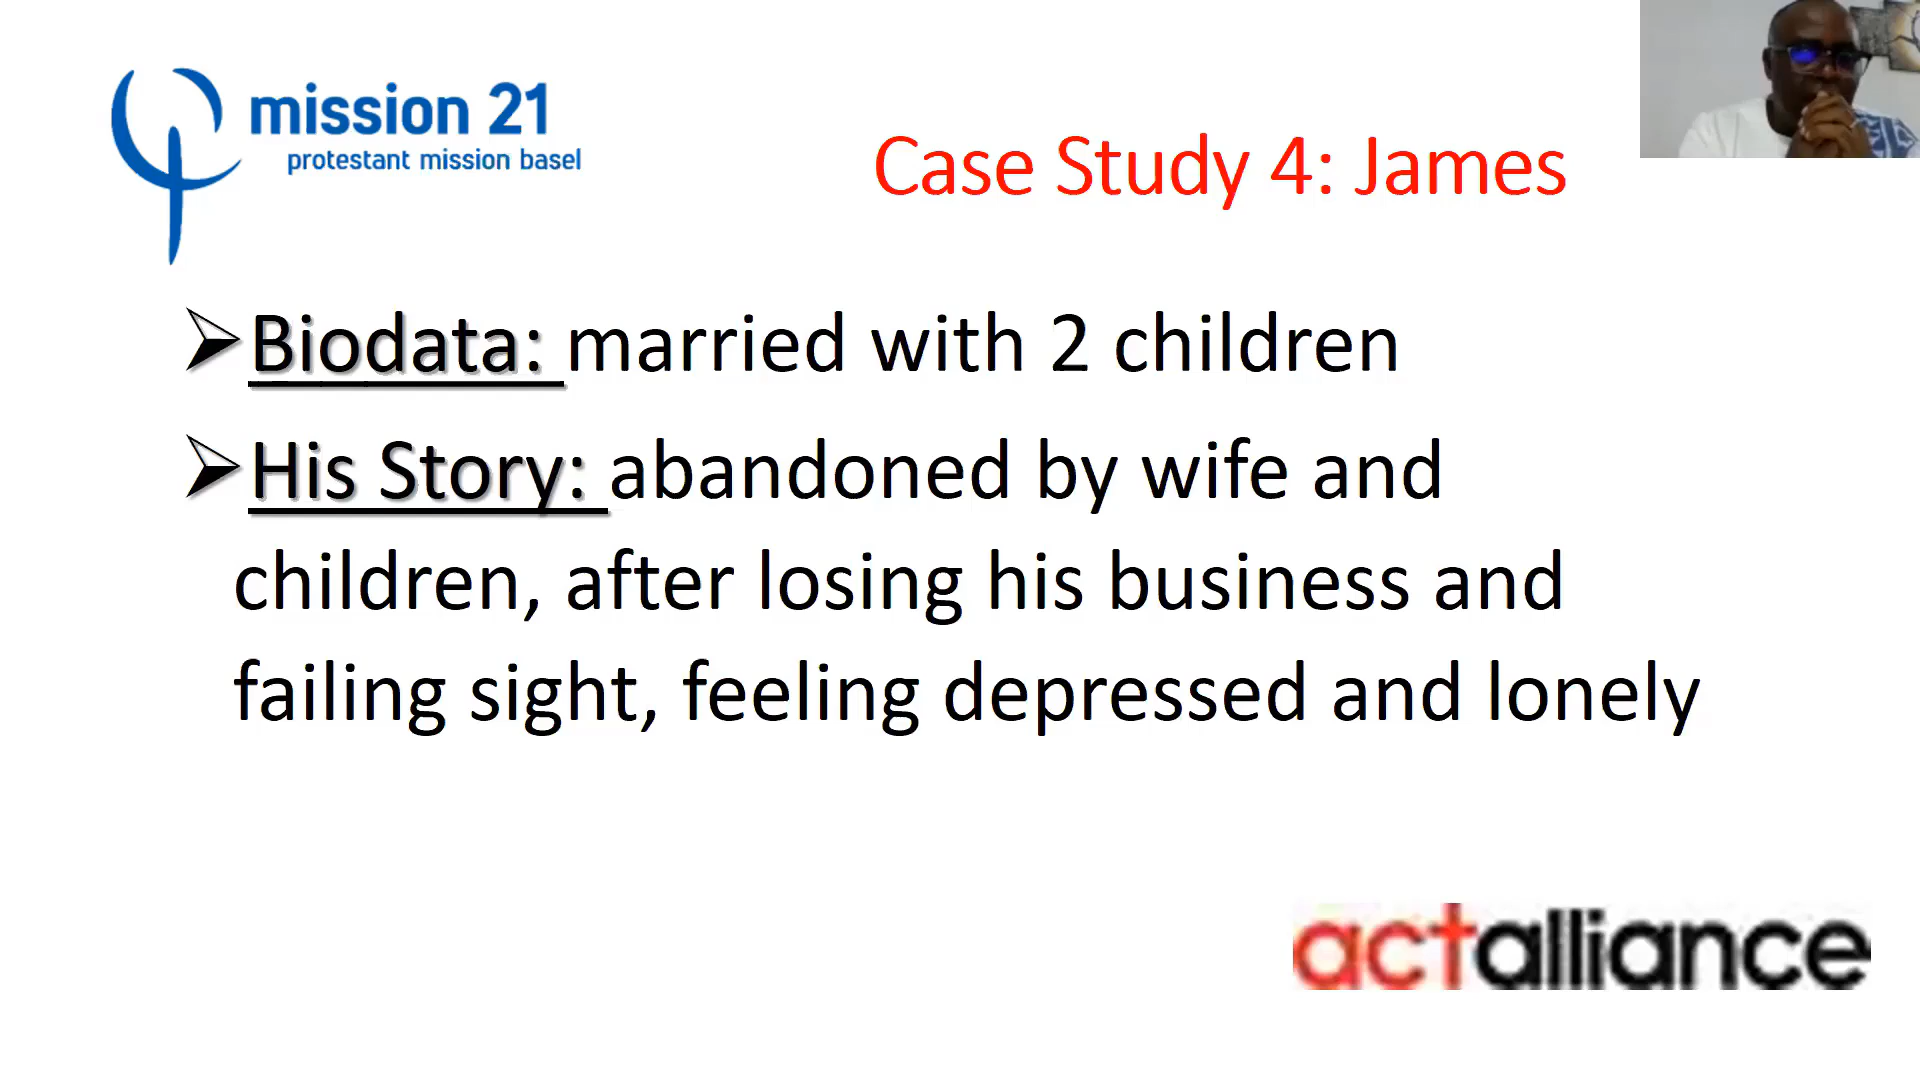 mission 21
protestant mission basel
Case Study 4: James
Biodata: married with 2 children
His Story: abandoned by wife and
children, after losing his business and
failing sight, feeling depressed and lonely
actalliance